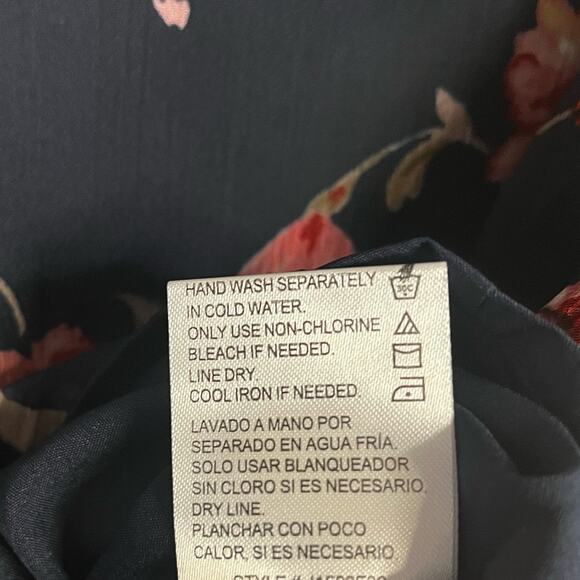 HAND WASH SEPARATELY
IN COLD WATER.
ONLY USE NON-CHLORINE
BLEACH IF NEEDED.
LINE DRY.
COOL IRON IF NEEDED.
30C
LAVADO A MANO POR
SEPARADO EN AGUA FRÍA.
SOLO USAR BLANQUEADOR
SIN CLORO SI ES NECESARIO.
DRY LINE.
PLANCHAR CON POCO
CALOR, SI ES NECESARIO.
STYLE #